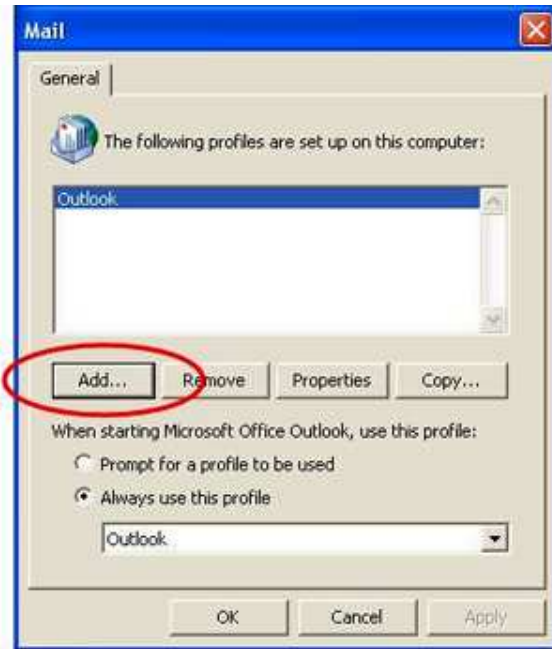 Mail
General
The following profiles are set up on this computer:
Outlook
Add... Remove Properties Copy...
When starting Microsoft Office Outlook, use this profile:
Prompt for a profile to be used
Always use this profile
Outlook
OK Cancel Apply